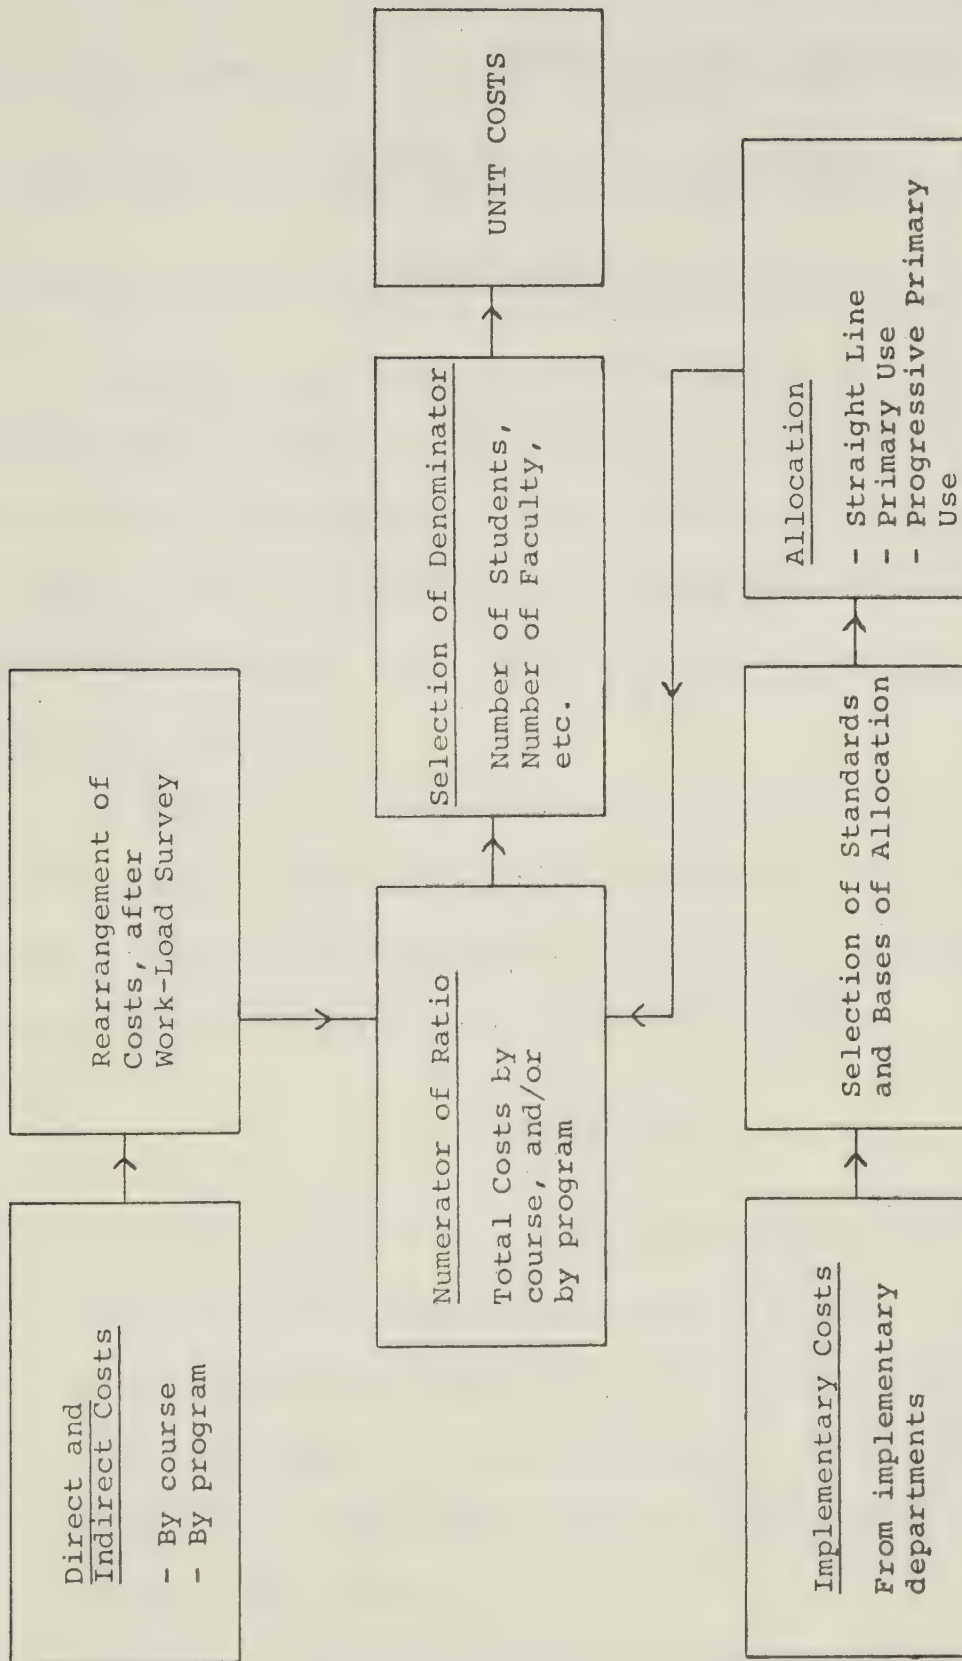 Direct and
Indirect Costs
- By course
- By program
Rearrangement of
Costs, after
Work-Load Survey
Numerator of Ratio
Total Costs by
course, and/or
by program
Selection of Denominator
Number of Students,
Number of Faculty,
etc.
UNIT COSTS
Implementary Costs
From implementary
departments
Selection of Standards
and Bases of Allocation
Allocation
- Straight Line
- Primary Use
- Progressive Primary
Use